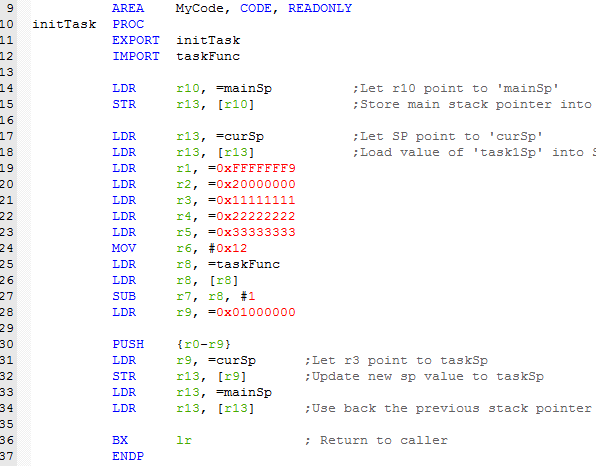 9 AREA MyCode, CODE, READONLY
10 initTask PROC
11 EXPORT initTask
12 IMPORT taskFunc
13
14 LDR r10, =mainSp ;Let r10 point to 'mainSp'
15 STR r13, [r10] ;Store main stack pointer into
16
17 LDR r13, =curSp ;Let SP point to 'curSp'
18 LDR r13, [r13] ;Load value of 'task1Sp' into
19 LDR r1, =0xFFFFFFF9
20 LDR r2, =0x20000000
21 LDR r3, =0x11111111
22 LDR r4, =0x22222222
23 LDR r5, =0x33333333
24 MOV r6, #0x12
25 LDR r8, =taskFunc
26 LDR r8, [r8]
27 SUB r7, r8, #1
28 LDR r9, =0x01000000
29
30 PUSH {r0-r9}
31 LDR r9, =curSp ;Let r3 point to taskSp
32 STR r13, [r9] ;Update new sp value to taskSp
33 LDR r13, =mainSp
34 LDR r13, [r13] ;Use back the previous stack pointer
35
36 BX lr ; Return to caller
37 ENDP